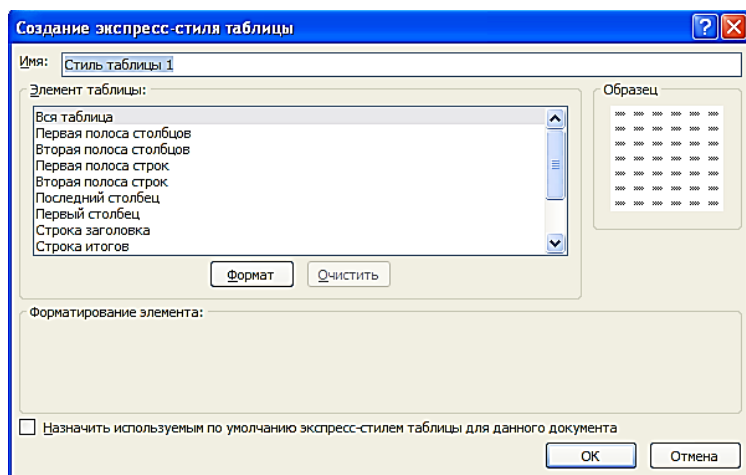 Создание экспресс-стиля таблицы
Имя: Стиль таблицы 1
Элемент таблицы:
Вся таблица
Первая полоса столбцов
Вторая полоса столбцов
Первая полоса строк
Вторая полоса строк
Последний столбец
Первый столбец
Строка заголовка
Строка итогов
Формат Очистить
Образец
Форматирование элемента:
Назначить используемым по умолчанию экспресс-стилем таблицы для данного документа
ОК Отмена